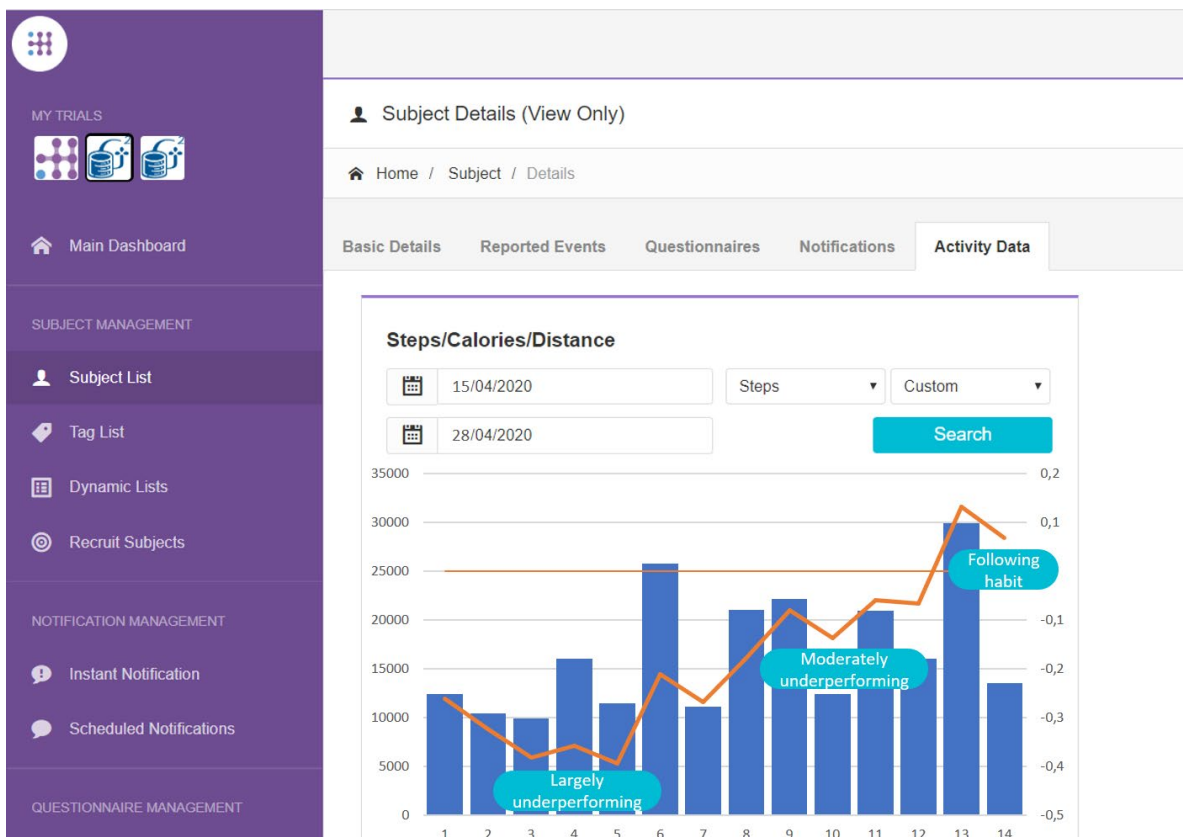 MY TRIALS
Main Dashboard
SUBJECT MANAGEMENT
Subject List
Tag List
Dynamic Lists
Recruit Subjects
NOTIFICATION MANAGEMENT
Instant Notification
Scheduled Notifications
QUESTIONNAIRE MANAGEMENT
Subject Details (View Only)
Home / Subject / Details
Basic Details Reported Events Questionnaires Notifications Activity Data
Steps/Calories/Distance
15/04/2020 Steps Custom
28/04/2020 Search
35000 0,2
30000 0,1
Following
habit
25000
20000 -0,1
15000 -0,2
Moderately
underperforming
10000 -0,3
5000 -0,4
Largely
underperforming
0 -0,5
1 2 3 4 5 6 7 8 9 10 11 12 13 14